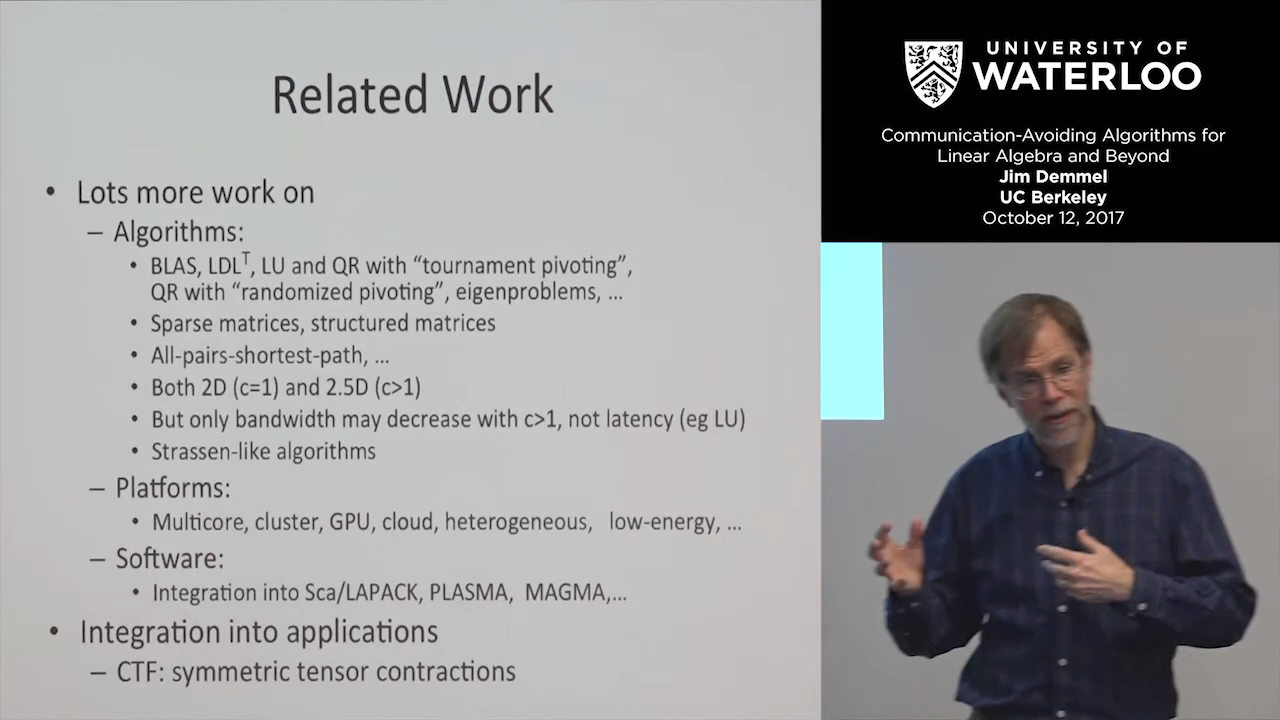 Related Work
• Lots more work on
– Algorithms:
• BLAS, LDLT, LU and QR with “tournament pivoting”,
QR with “randomized pivoting”, eigenproblems, …
• Sparse matrices, structured matrices
• All-pairs-shortest-path, …
• Both 2D (c=1) and 2.5D (c>1)
• But only bandwidth may decrease with c>1, not latency (eg LU)
• Strassen-like algorithms
– Platforms:
• Multicore, cluster, GPU, cloud, heterogeneous, low-energy, …
– Software:
• Integration into Sca/LAPACK, PLASMA, MAGMA,…
• Integration into applications
– CTF: symmetric tensor contractions
UNIVERSITY OF
WATERLOO
Communication-Avoiding Algorithms for
Linear Algebra and Beyond
Jim Demmel
UC Berkeley
October 12, 2017